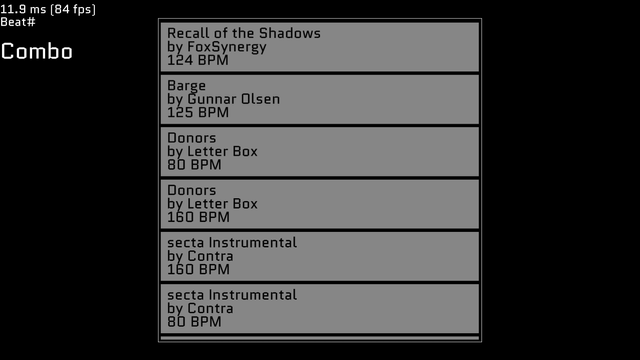 11.9 ms (84 fps)
Beat#
Combo
Recall of the Shadows
by FoxSynergy
124 BPM
Barge
by Gunnar Olsen
125 BPM
Donors
by Letter Box
80 BPM
Donors
by Letter Box
160 BPM
secta Instrumental
by Contra
160 BPM
secta Instrumental
by Contra
80 BPM